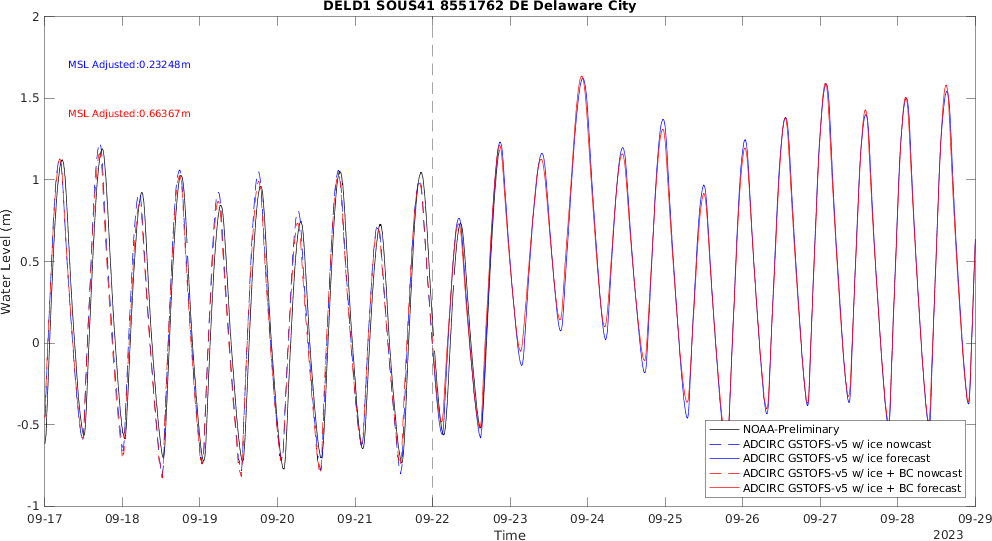 DELD1 SOUS41 8551762 DE Delaware City
2
1.5
1
0.5
0
-0.5
-1
Water Level (m)
MSL Adjusted:0.23248m
MSL Adjusted:0.66367m
NOAA-Preliminary
ADCIRC GSTOFS-v5 w/ ice nowcast
ADCIRC GSTOFS-v5 w/ ice forecast
ADCIRC GSTOFS-v5 w/ ice + BC nowcast
ADCIRC GSTOFS-v5 w/ ice + BC forecast
09-17 09-18 09-19 09-20 09-21 09-22 09-23 09-24 09-25 09-26 09-27 09-28 09-29
Time
2023